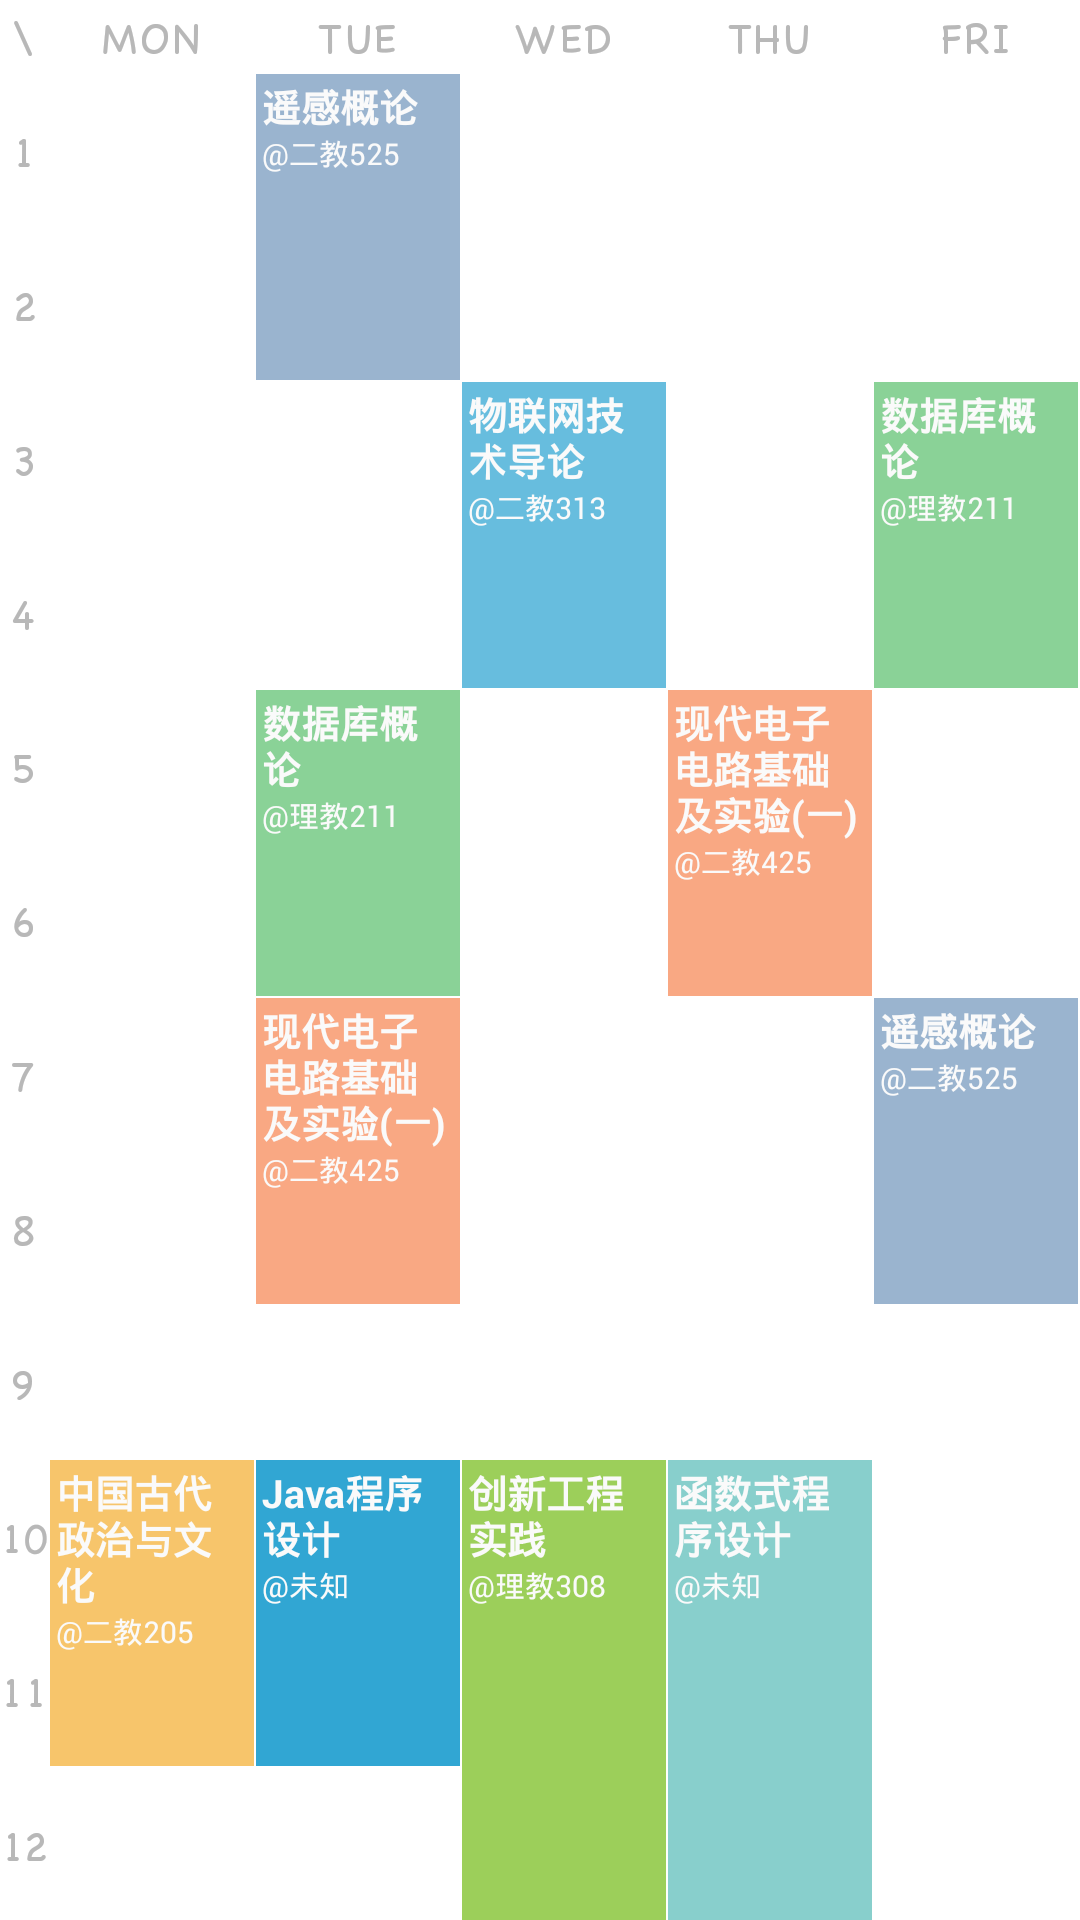 \ MON TUE WED THU FRI
1
遥感概论
@二教525
2
3
物联网技
术导论
@二教313
数据库概
论
@理教211
4
5
数据库概
论
@理教211
现代电子
电路基础
及实验(一)
@二教425
6
7
现代电子
电路基础
及实验(一)
@二教425
遥感概论
@二教525
8
9
10
中国古代
政治与文
化
@二教205
Java程序
设计
@未知
创新工程
实践
@理教308
函数式程
序设计
@未知
11
12